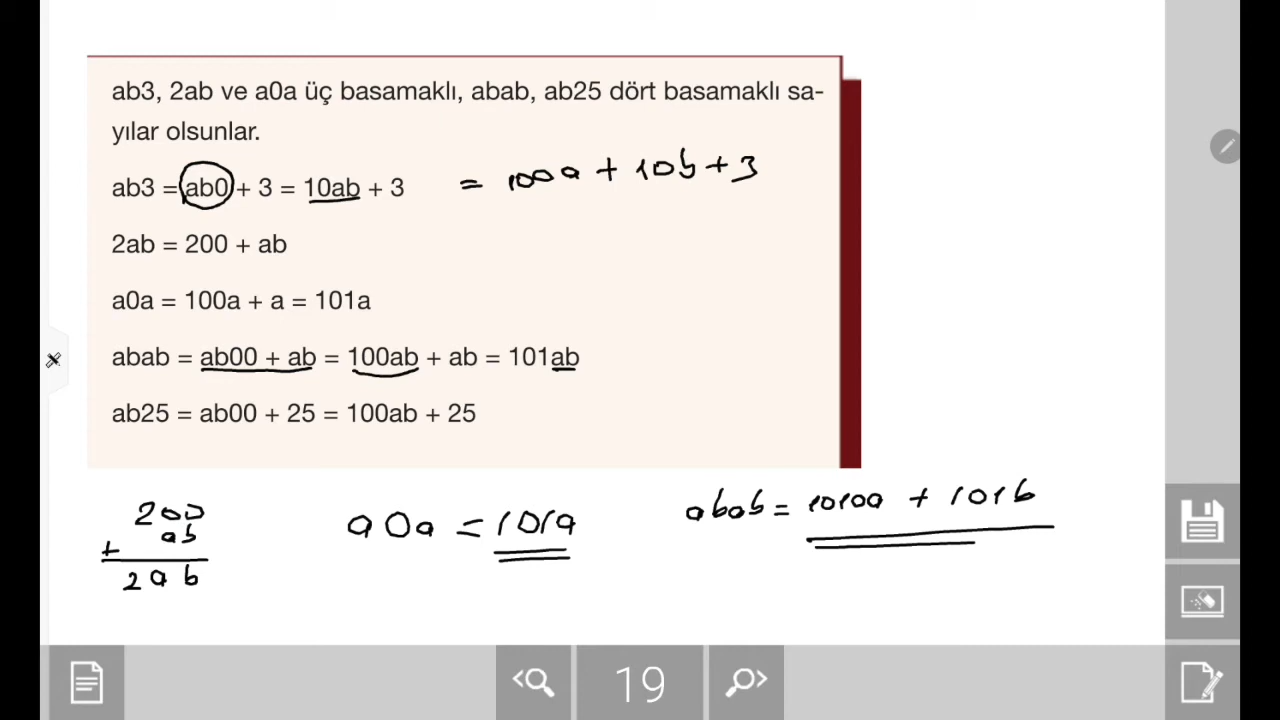 ab3, 2ab ve a0a üç basamaklı, abab, ab25 dört basamaklı sa-
yılar olsunlar.
ab3 = ab0 + 3 = 10ab + 3 = 100a + 10b + 3
2ab = 200 + ab
a0a = 100a + a = 101a
abab = ab00 + ab = 100ab + ab = 101ab
ab25 = ab00 + 25 = 100ab + 25
200
+ ab
2ab
a0a = 101a
abab = 1010a + 101b
19